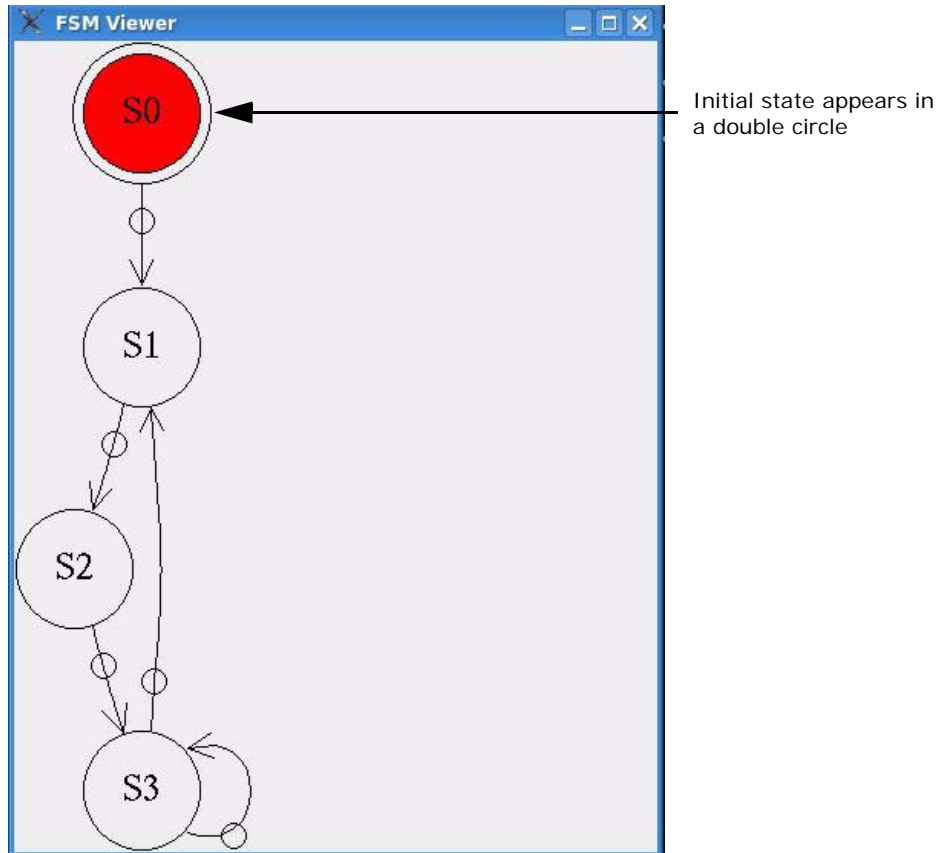 FSM Viewer
S0
Initial state appears in
a double circle
S1
S2
S3